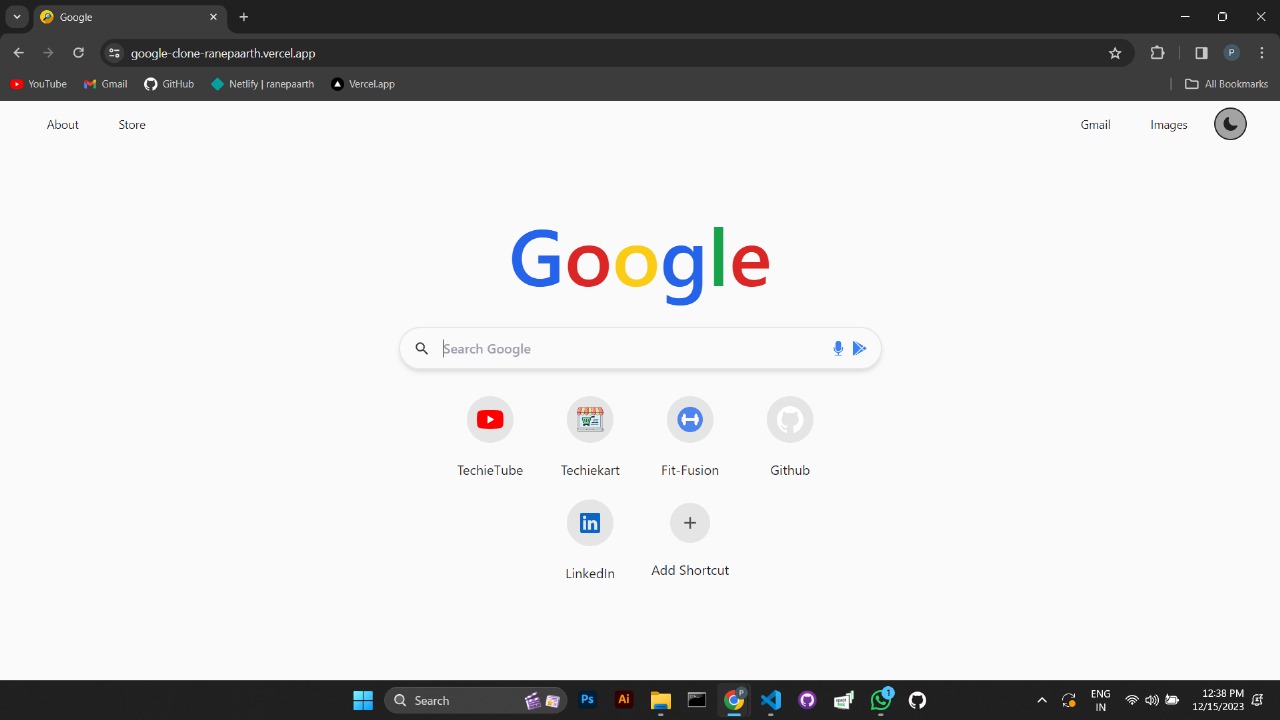 Google
google-clone-ranepaarth.vercel.app
P
YouTube Gmail GitHub Netlify | ranepaarth Vercel.app All Bookmarks
About Store Gmail Images
Google
Search Google
TechieTube Techiekart Fit-Fusion Github
LinkedIn Add Shortcut
Search Ps Ai P 1 ENG IN 12:38 PM
12/15/2023